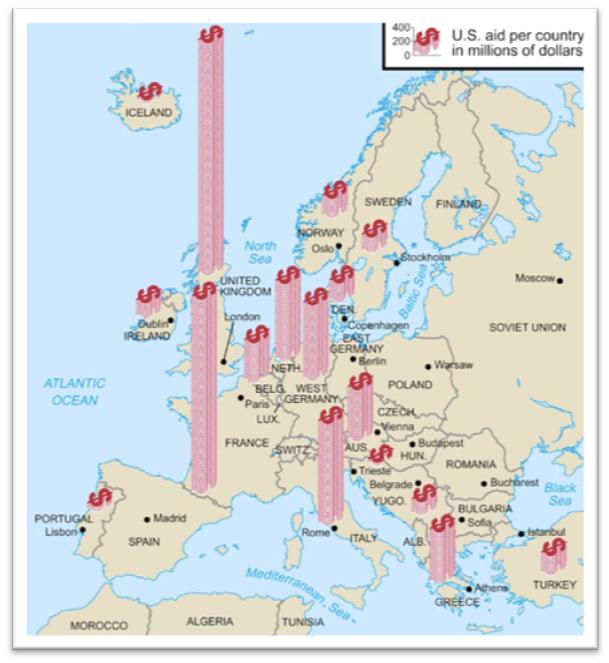 400
200
0
U.S. aid per country
in millions of dollars
ICELAND
SWEDEN
FINLAND
NORWAY
Oslo
North
Sea
Stockholm
Baltic Sea
Moscow
UNITED
KINGDOM
London
DEN.
Copenhagen
Dublin
IRELAND
SOVIET UNION
EAST
GERMANY
Berlin
NETH.
Warsaw
ATLANTIC
OCEAN
BELG.
WEST
GERMANY
POLAND
Paris
LUX.
CZECH.
Vienna
FRANCE
SWITZ.
AUS.
Budapest
HUN.
ROMANIA
Trieste
Belgrade
Bucharest
Black
Sea
YUGO.
BULGARIA
Sofia
PORTUGAL
Lisbon
Madrid
SPAIN
Rome
ITALY
ALB.
Istanbul
Mediterranean Sea
Athens
GREECE
TURKEY
MOROCCO
ALGERIA
TUNISIA